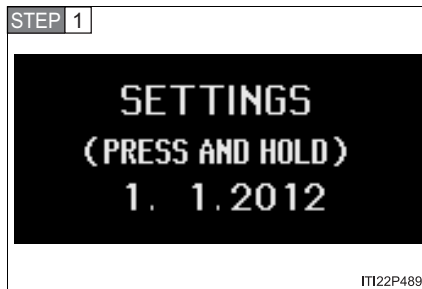 STEP 1
SETTINGS
(PRESS AND HOLD)
1. 1.2012
ITI22P489